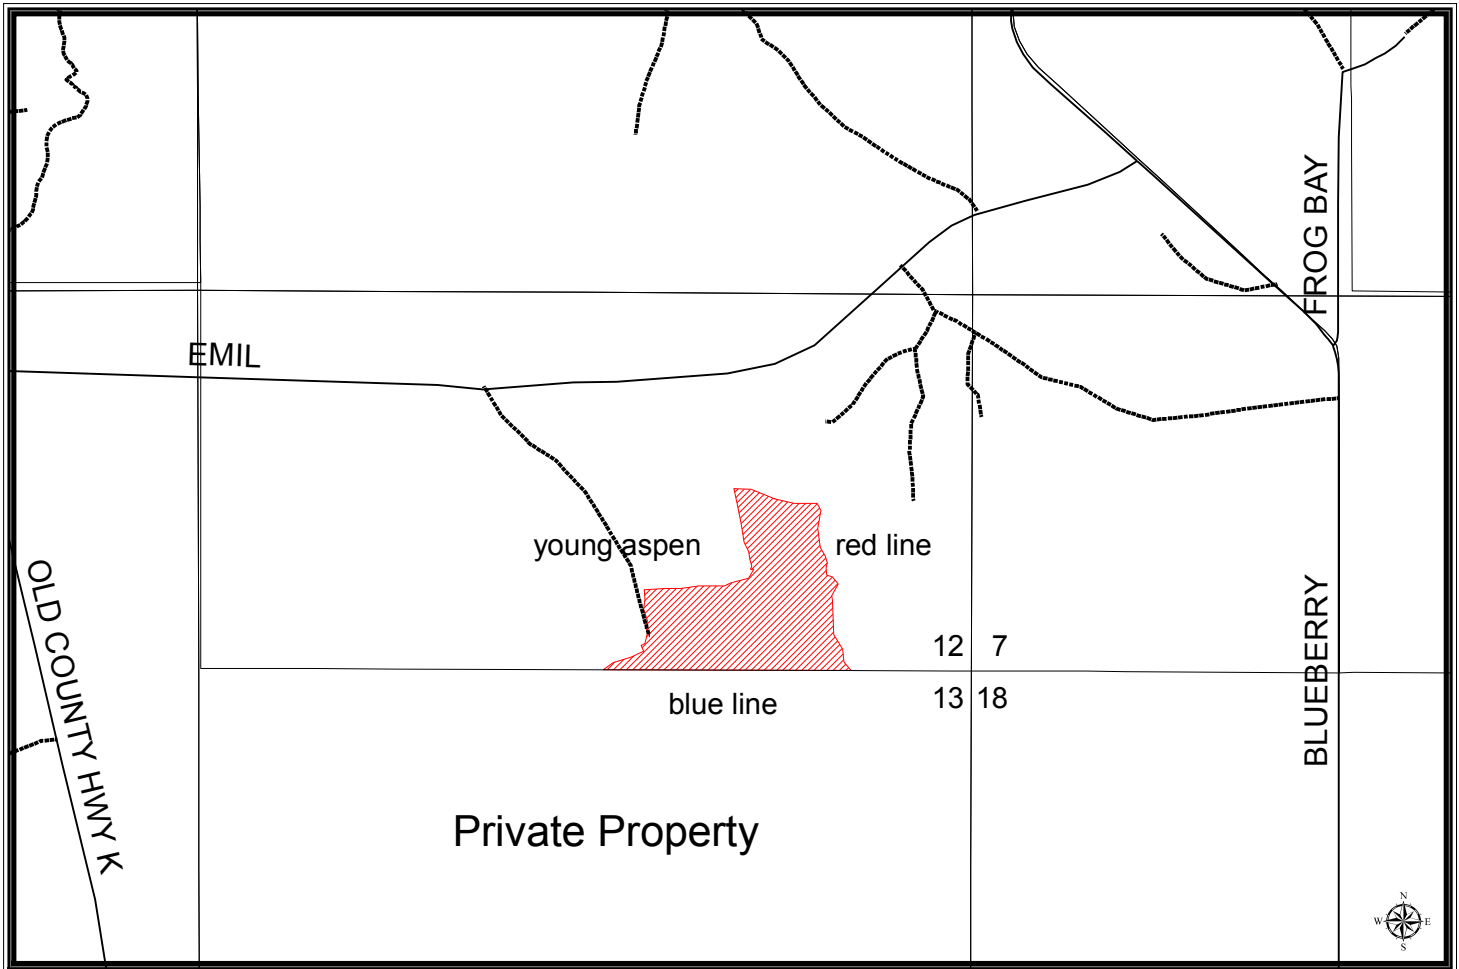 FROG BAY
EMIL
young aspen
red line
OLD COUNTY HWY K
12 7
13 18
blue line
BLUEBERRY
Private Property
N
W E
S